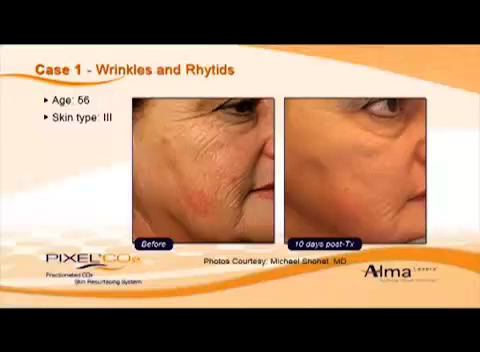 Case 1 - Wrinkles and Rhytids
Age: 56
Skin type: III
Before
10 days post-Tx
PIXEL CO2
Fractionated CO2
Skin Resurfacing System
Photos Courtesy: Michael Shohat, MD
Alma Lasers